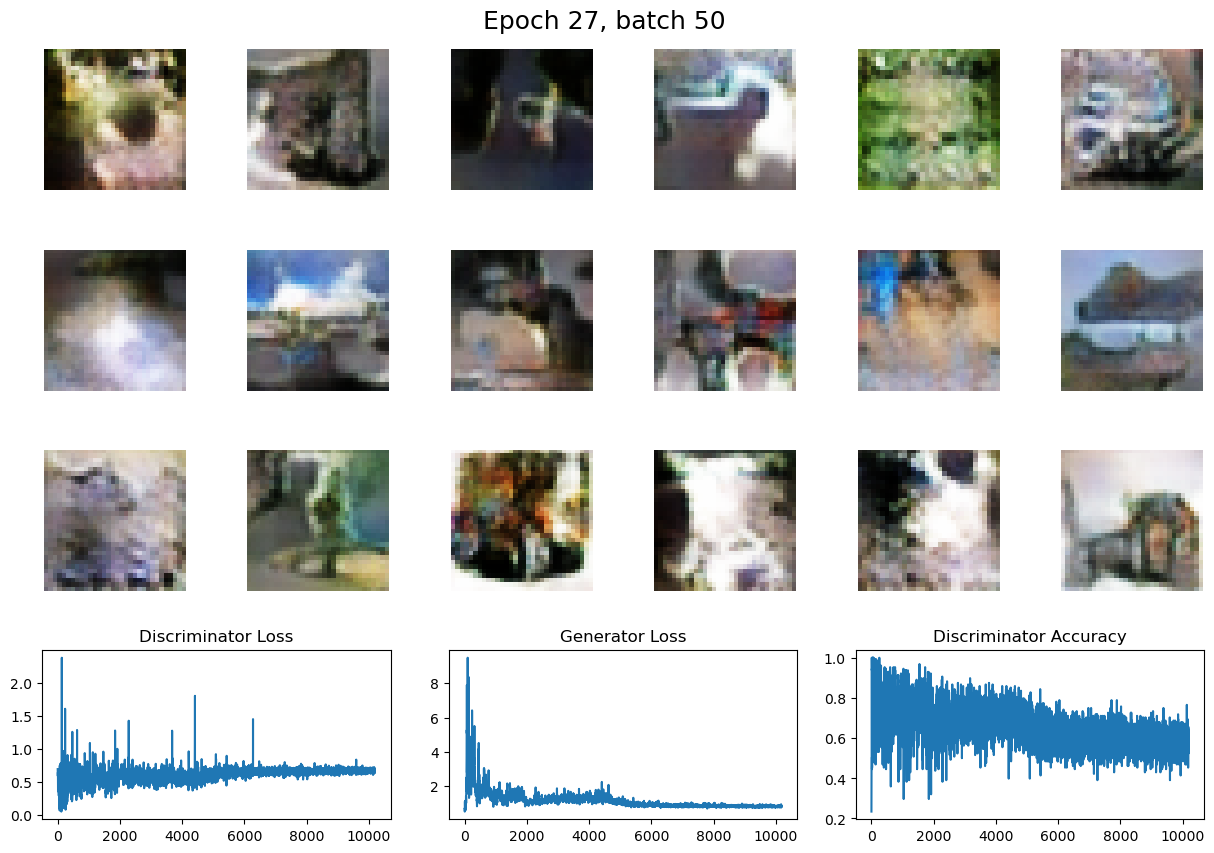 Epoch 27, batch 50
Discriminator Loss
Generator Loss
Discriminator Accuracy
2.0
1.5
1.0
0.5
0.0
0 2000 4000 6000 8000 10000
8
6
4
2
0 2000 4000 6000 8000 10000
1.0
0.8
0.6
0.4
0.2
0 2000 4000 6000 8000 10000